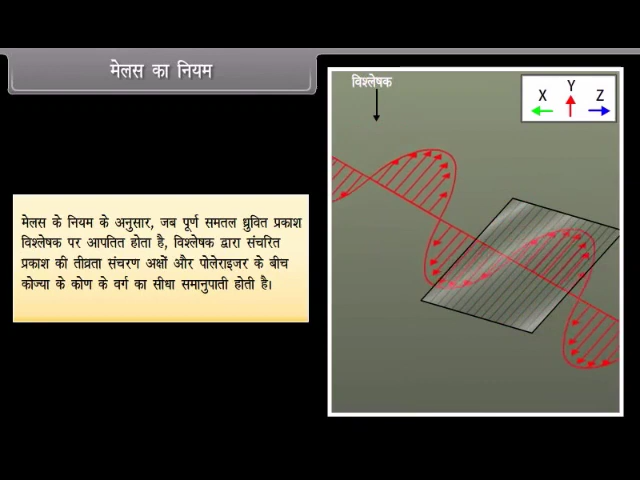 मेलस का नियम
विश्लेषक
X Y Z
मेलस के नियम के अनुसार, जब पूर्ण समतल ध्रुवित प्रकाश
विश्लेषक पर आपतित होता है, विश्लेषक द्वारा संचरित
प्रकाश की तीव्रता संचरण अक्षों और पोलेराइजर के बीच
कोज्या के कोण के वर्ग का सीधा समानुपाती होती है।